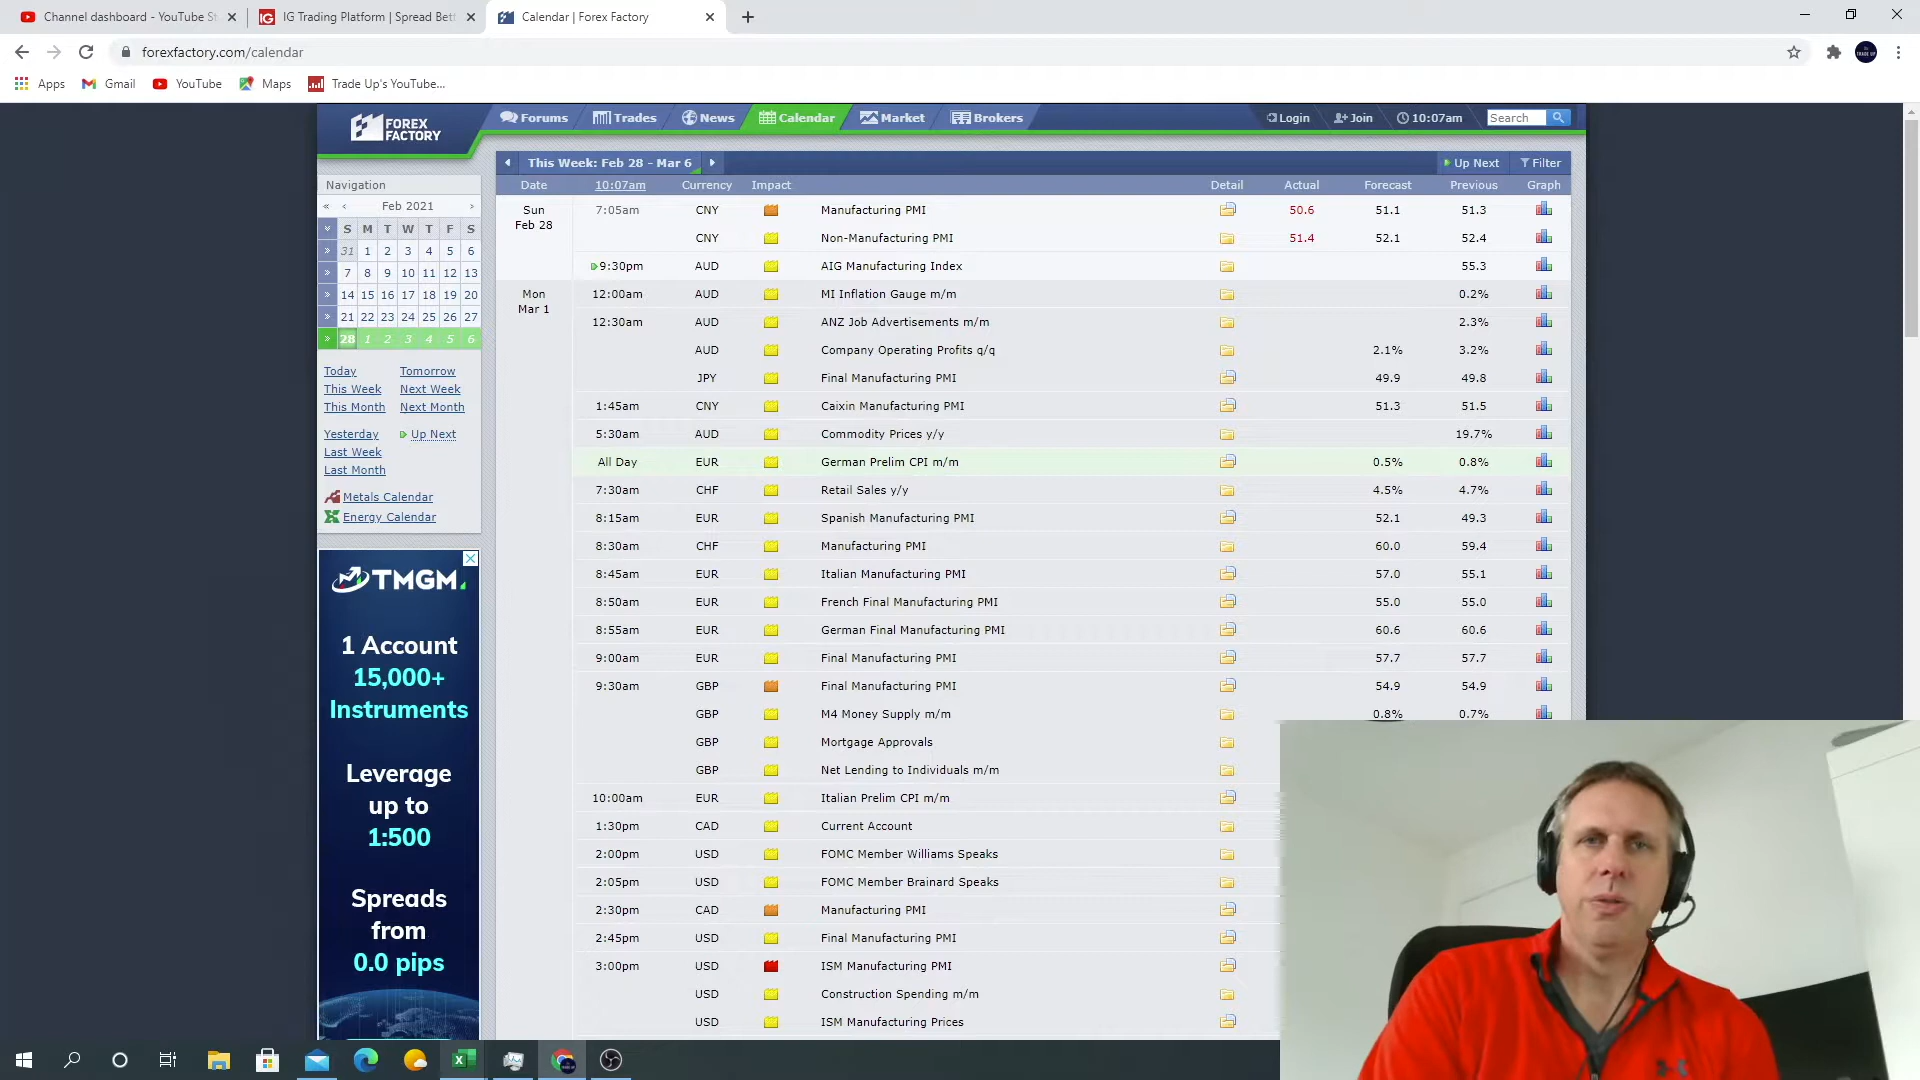 Channel dashboard - YouTube St
IG Trading Platform | Spread Bett
Calendar | Forex Factory
forexfactory.com/calendar
Apps
Gmail
YouTube
Maps
Trade Up's YouTube...
FOREX FACTORY
Forums
Trades
News
Calendar
Market
Brokers
Login
Join
10:07am
Search
Navigation
« ‹ Feb 2021 ›
S M T W T F S
31 1 2 3 4 5 6
7 8 9 10 11 12 13
14 15 16 17 18 19 20
21 22 23 24 25 26 27
28 1 2 3 4 5 6
Today Tomorrow
This Week Next Week
This Month Next Month
Yesterday Up Next
Last Week
Last Month
Metals Calendar
Energy Calendar
TMGM
1 Account
15,000+
Instruments
Leverage
up to
1:500
Spreads
from
0.0 pips
This Week: Feb 28 - Mar 6
Up Next
Filter
Date 10:07am Currency Impact Detail Actual Forecast Previous Graph
Sun Feb 28 7:05am CNY Manufacturing PMI 50.6 51.1 51.3
CNY Non-Manufacturing PMI 51.4 52.1 52.4
9:30pm AUD AIG Manufacturing Index 55.3
Mon Mar 1 12:00am AUD MI Inflation Gauge m/m 0.2%
12:30am AUD ANZ Job Advertisements m/m 2.3%
AUD Company Operating Profits q/q 2.1% 3.2%
JPY Final Manufacturing PMI 49.9 49.8
1:45am CNY Caixin Manufacturing PMI 51.3 51.5
5:30am AUD Commodity Prices y/y 19.7%
All Day EUR German Prelim CPI m/m 0.5% 0.8%
7:30am CHF Retail Sales y/y 4.5% 4.7%
8:15am EUR Spanish Manufacturing PMI 52.1 49.3
8:30am CHF Manufacturing PMI 60.0 59.4
8:45am EUR Italian Manufacturing PMI 57.0 55.1
8:50am EUR French Final Manufacturing PMI 55.0 55.0
8:55am EUR German Final Manufacturing PMI 60.6 60.6
9:00am EUR Final Manufacturing PMI 57.7 57.7
9:30am GBP Final Manufacturing PMI 54.9 54.9
GBP M4 Money Supply m/m 0.8% 0.7%
GBP Mortgage Approvals
GBP Net Lending to Individuals m/m
10:00am EUR Italian Prelim CPI m/m
1:30pm CAD Current Account
2:00pm USD FOMC Member Williams Speaks
2:05pm USD FOMC Member Brainard Speaks
2:30pm CAD Manufacturing PMI
2:45pm USD Final Manufacturing PMI
3:00pm USD ISM Manufacturing PMI
USD Construction Spending m/m
USD ISM Manufacturing Prices